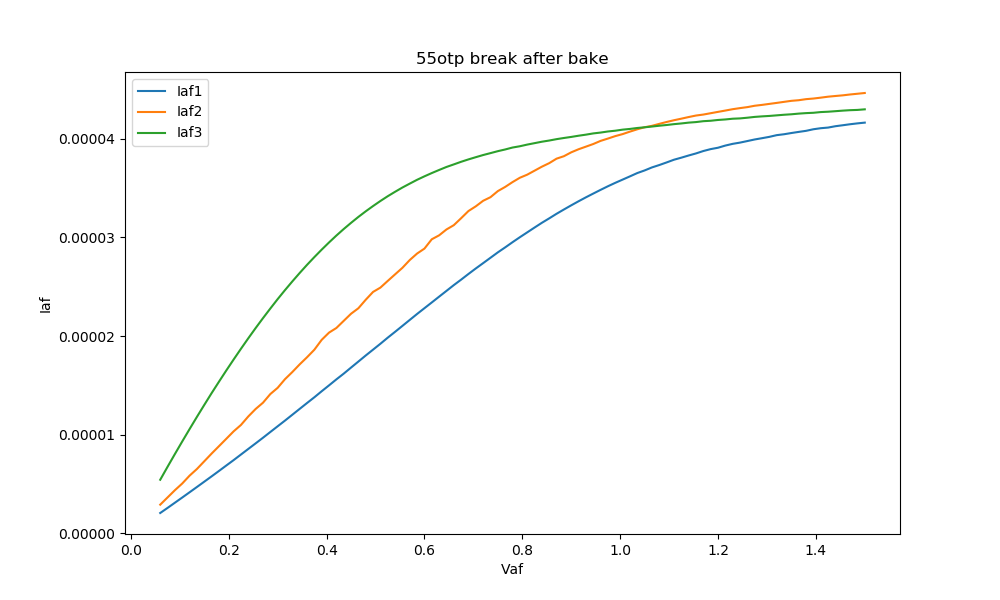 55otp break after bake
Iaf1
Iaf2
Iaf3
0.00004
0.00003
0.00002
0.00001
0.00000
Iaf
0.0 0.2 0.4 0.6 0.8 1.0 1.2 1.4
Vaf